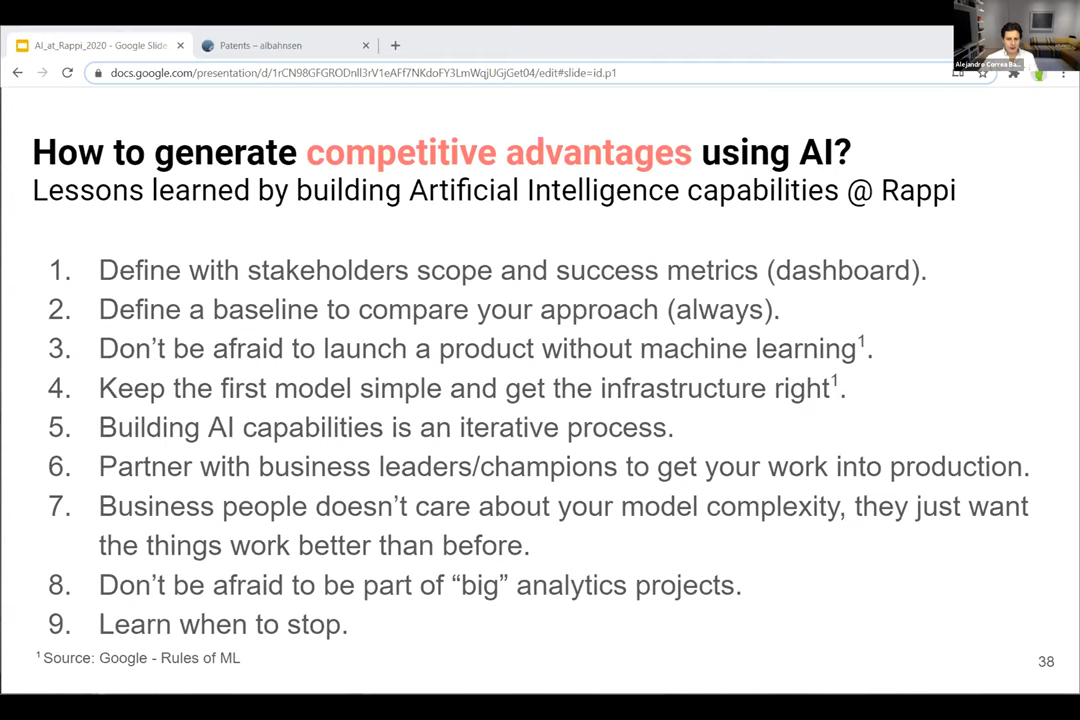 AI_at_Rappi_2020 - Google Slide
Patents – albahnsen
docs.google.com/presentation/d/1rCN98GFGRODnll3rV1eAFf7NKdoFY3LmWqjUGjGet04/edit#slide=id.p1
Alejandro Correa Ba...
How to generate competitive advantages using AI?
Lessons learned by building Artificial Intelligence capabilities @ Rappi
1. Define with stakeholders scope and success metrics (dashboard).
2. Define a baseline to compare your approach (always).
3. Don’t be afraid to launch a product without machine learning¹.
4. Keep the first model simple and get the infrastructure right¹.
5. Building AI capabilities is an iterative process.
6. Partner with business leaders/champions to get your work into production.
7. Business people doesn’t care about your model complexity, they just want
the things work better than before.
8. Don’t be afraid to be part of “big” analytics projects.
9. Learn when to stop.
¹ Source: Google - Rules of ML
38